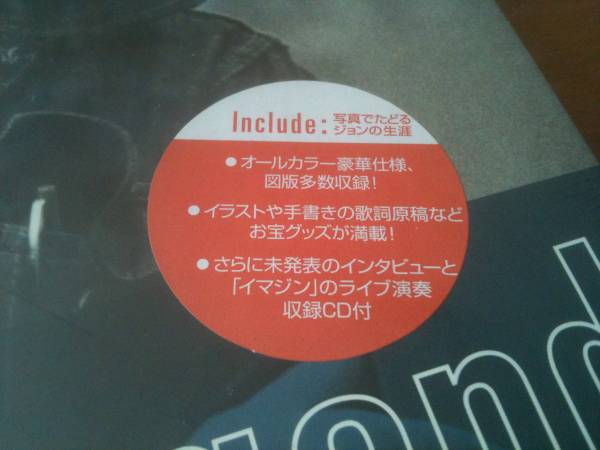 Include: 写真でたどる
ジョンの生涯
●オールカラー豪華仕様、
図版多数収録!
●イラストや手書きの歌詞原稿など
お宝グッズが満載!
●さらに未発表のインタビューと
「イマジン」のライブ演奏
収録CD付